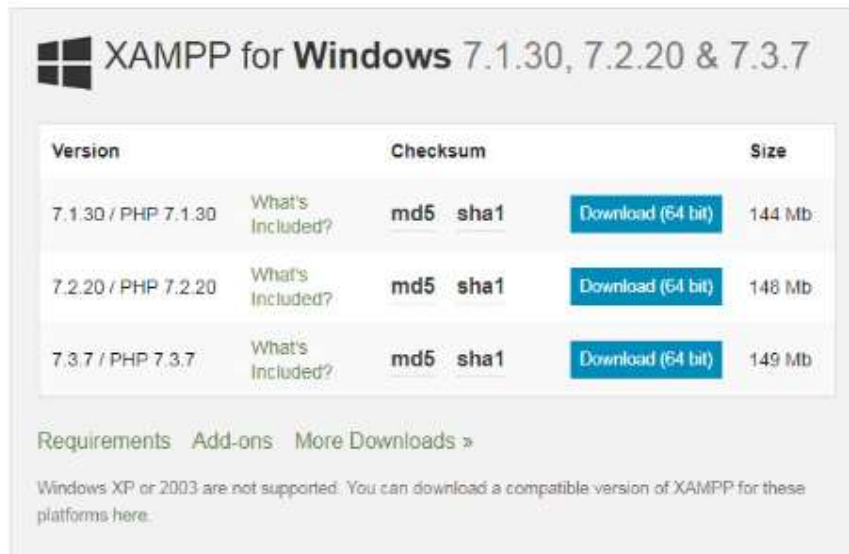 XAMPP for Windows 7.1.30, 7.2.20 & 7.3.7
Version Checksum Size
7.1.30 / PHP 7.1.30 What's Included? md5 sha1 Download (64 bit) 144 Mb
7.2.20 / PHP 7.2.20 What's Included? md5 sha1 Download (64 bit) 148 Mb
7.3.7 / PHP 7.3.7 What's Included? md5 sha1 Download (64 bit) 149 Mb
Requirements Add-ons More Downloads »
Windows XP or 2003 are not supported. You can download a compatible version of XAMPP for these
platforms here.